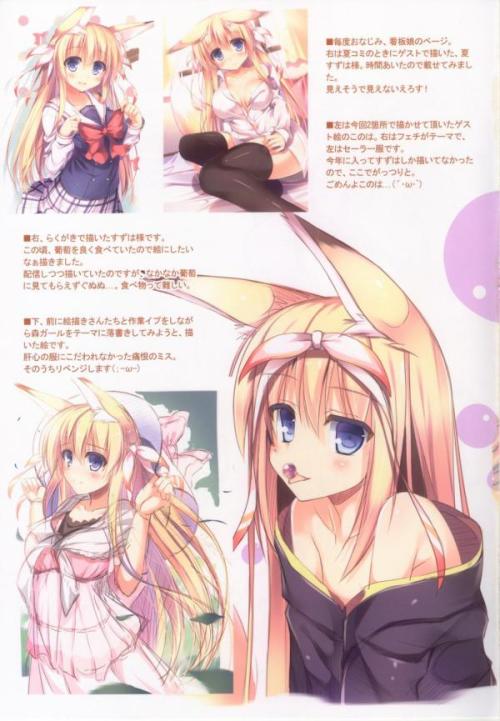 ■毎度おなじみ、看板娘のページ。
右は夏コミのときにゲストで描いた、夏
すずは様。時間あいたので載せてみまし
た。
見えそうで見えないえろす!
■左は今回2箇所で描かせて頂いたゲス
ト絵のこのは。右はフェチがテーマで、
左はセーラー服です。
今年に入ってすずはしか描いてなかった
ので、ここでがっつりと。
ごめんよこのは…(´・ω・`)
■右、らくがきで描いたすずは様です。
この頃、葡萄を良く食べていたので絵にしたい
なぁ描きました。
配信しつつ描いていたのですが、なかなか葡萄
に見てもらえずぐぬぬ…。食べ物って難しい。
■下、前に絵描きさんたちと作業イプをしなが
ら森ガールをテーマに落書きしてみようと、描
いた絵です。
肝心の服にこだわれなかった痛恨のミス。
そのうちリベンジします(;-ω-)